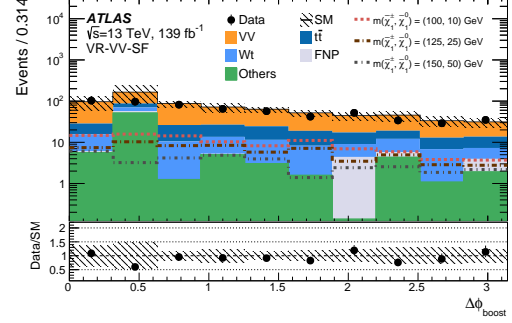 Events / 0.314
10⁴
10³
10²
10
1
ATLAS
√s=13 TeV, 139 fb⁻¹
VR-VV-SF
Data
SM
VV
tt̄
Wt
FNP
Others
m(χ̃₁±, χ̃₁⁰) = (100, 10) GeV
m(χ̃₁±, χ̃₁⁰) = (125, 25) GeV
m(χ̃₁±, χ̃₁⁰) = (150, 50) GeV
Data/SM
2
1.5
1
0.5
0 0.5 1 1.5 2 2.5 3
Δϕboost